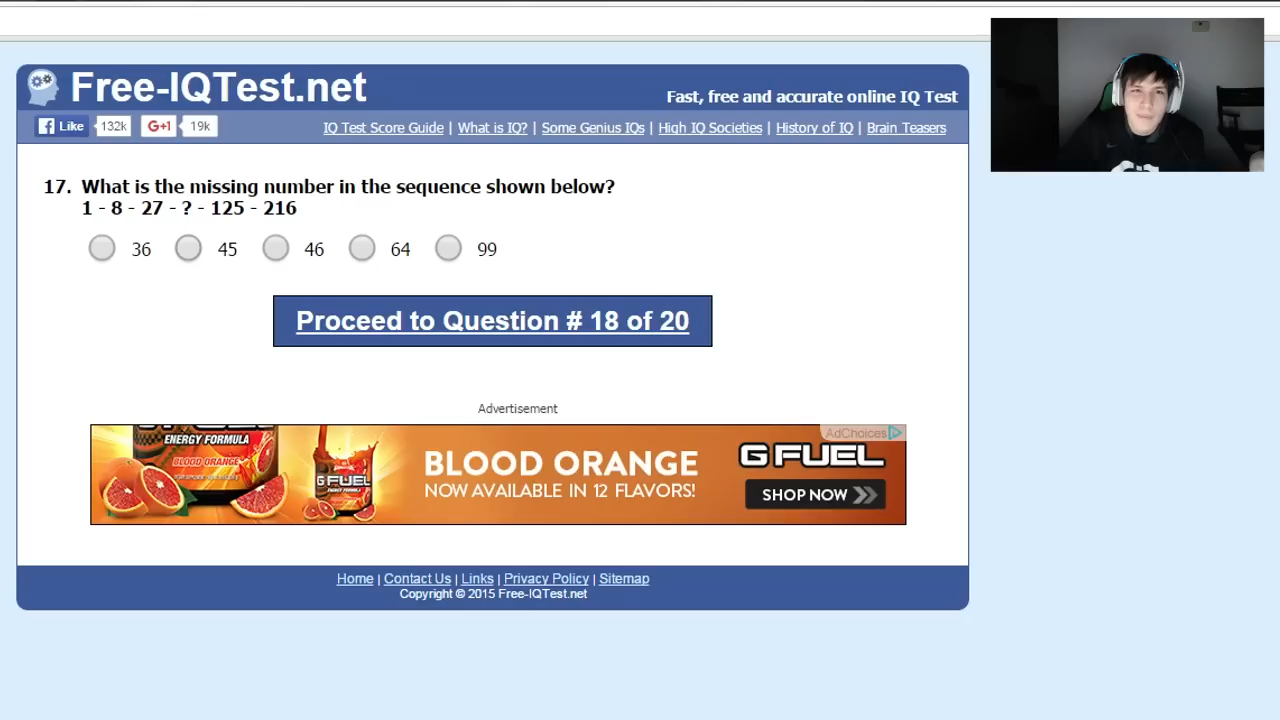 Free-IQTest.net
Fast, free and accurate online IQ Test
Like 132k G+1 19k
IQ Test Score Guide | What is IQ? | Some Genius IQs | High IQ Societies | History of IQ | Brain Teasers
17. What is the missing number in the sequence shown below?
1 - 8 - 27 - ? - 125 - 216
36 45 46 64 99
Proceed to Question # 18 of 20
Advertisement
AdChoices
ENERGY FORMULA
BLOOD ORANGE
G FUEL
BLOOD ORANGE
NOW AVAILABLE IN 12 FLAVORS!
G FUEL
SHOP NOW
Home | Contact Us | Links | Privacy Policy | Sitemap
Copyright © 2015 Free-IQTest.net